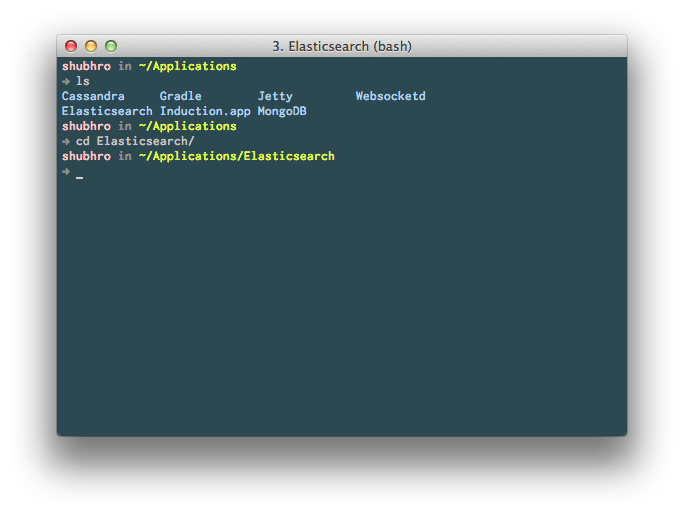 3. Elasticsearch (bash)
shubhro in ~/Applications
➜ ls
Cassandra     Gradle        Jetty         Websocketd
Elasticsearch Induction.app MongoDB
shubhro in ~/Applications
➜ cd Elasticsearch/
shubhro in ~/Applications/Elasticsearch
➜ _